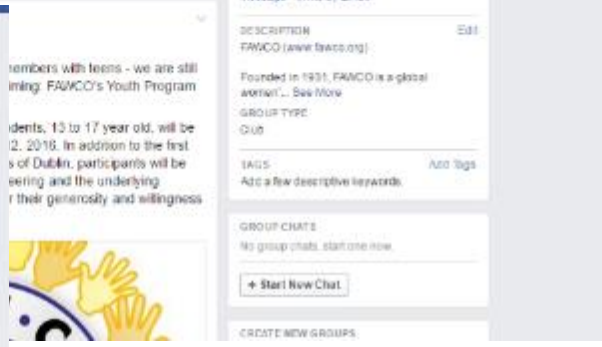 members with teens - we are still
iming: FAWCO's Youth Program
dents, 13 to 17 year old, will be
2, 2016. In addition to the first
s of Dublin, participants will be
eering and the underlying
r their generosity and willingness
DESCRIPTION Edit
FAWCO (www.fawco.org)
Founded in 1931, FAWCO is a global
women'... See More
GROUP TYPE
Club
TAGS Add Tags
Add a few descriptive keywords.
GROUP CHATS
No group chats, start one now.
+ Start New Chat
CREATE NEW GROUPS